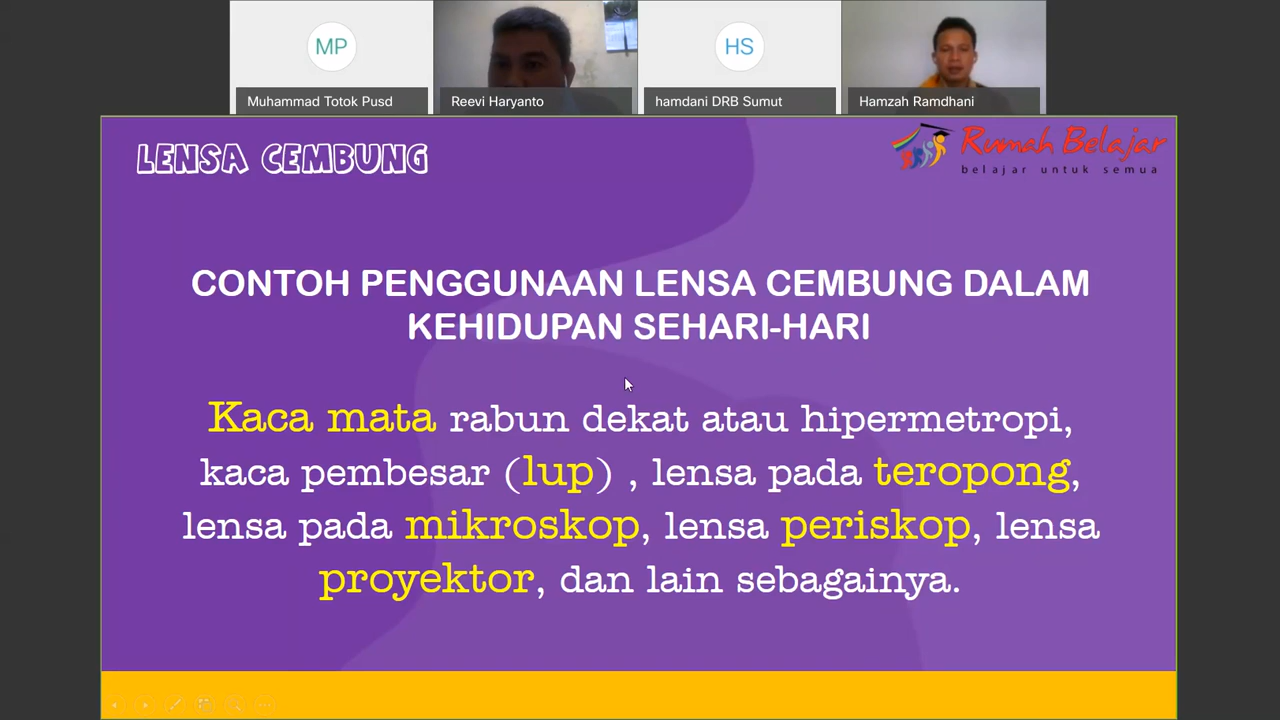 MP
HS
Muhammad Totok Pusd
Reevi Haryanto
hamdani DRB Sumut
Hamzah Ramdhani
LENSA CEMBUNG
Rumah Belajar
belajar untuk semua
CONTOH PENGGUNAAN LENSA CEMBUNG DALAM
KEHIDUPAN SEHARI-HARI
Kaca mata rabun dekat atau hipermetropi,
kaca pembesar (lup) , lensa pada teropong,
lensa pada mikroskop, lensa periskop, lensa
proyektor, dan lain sebagainya.